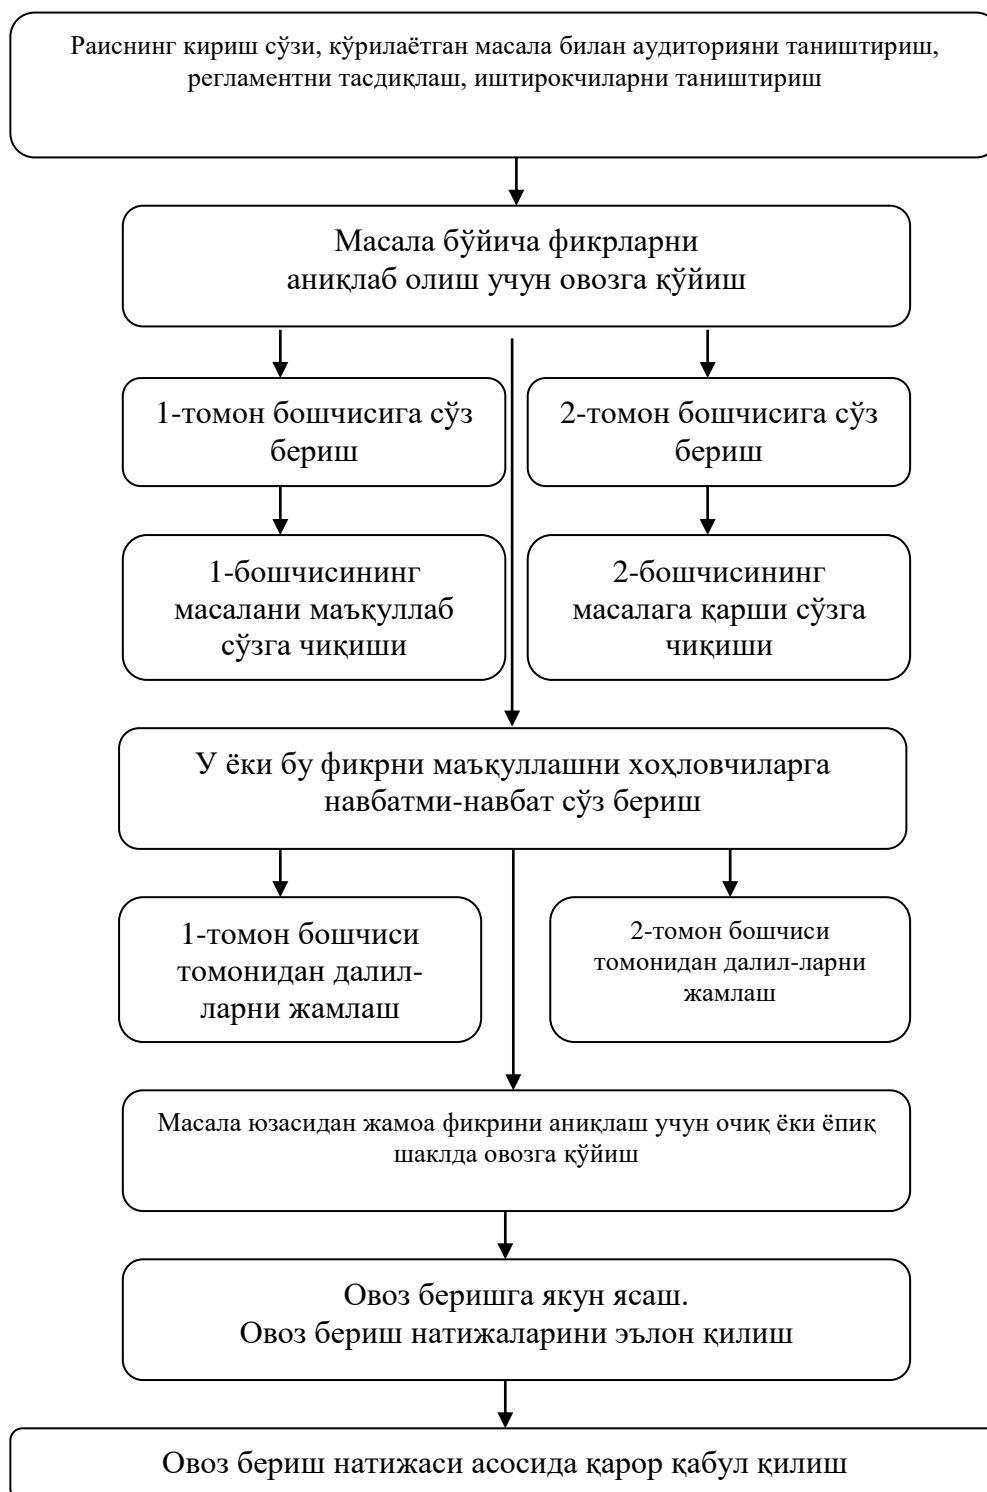 Раиснинг кириш сўзи, кўрилаётган масала билан аудиторияни таништириш,
регламентни тасдиқлаш, иштирокчиларни таништириш
Масала бўйича фикрларни
аниқлаб олиш учун овозга қўйиш
1-томон бошчисига сўз
бериш
2-томон бошчисига сўз
бериш
1-бошчисининг
масалани маъқуллаб
сўзга чиқиши
2-бошчисининг
масалага қарши сўзга
чиқиши
У ёки бу фикрни маъқуллашни хоҳловчиларга
навбатми-навбат сўз бериш
1-томон бошчиси
томонидан далил-
ларни жамлаш
2-томон бошчиси
томонидан далил-ларни
жамлаш
Масала юзасидан жамоа фикрини аниқлаш учун очиқ ёки ёпиқ
шаклда овозга қўйиш
Овоз беришга якун ясаш.
Овоз бериш натижаларини эълон қилиш
Овоз бериш натижаси асосида қарор қабул қилиш